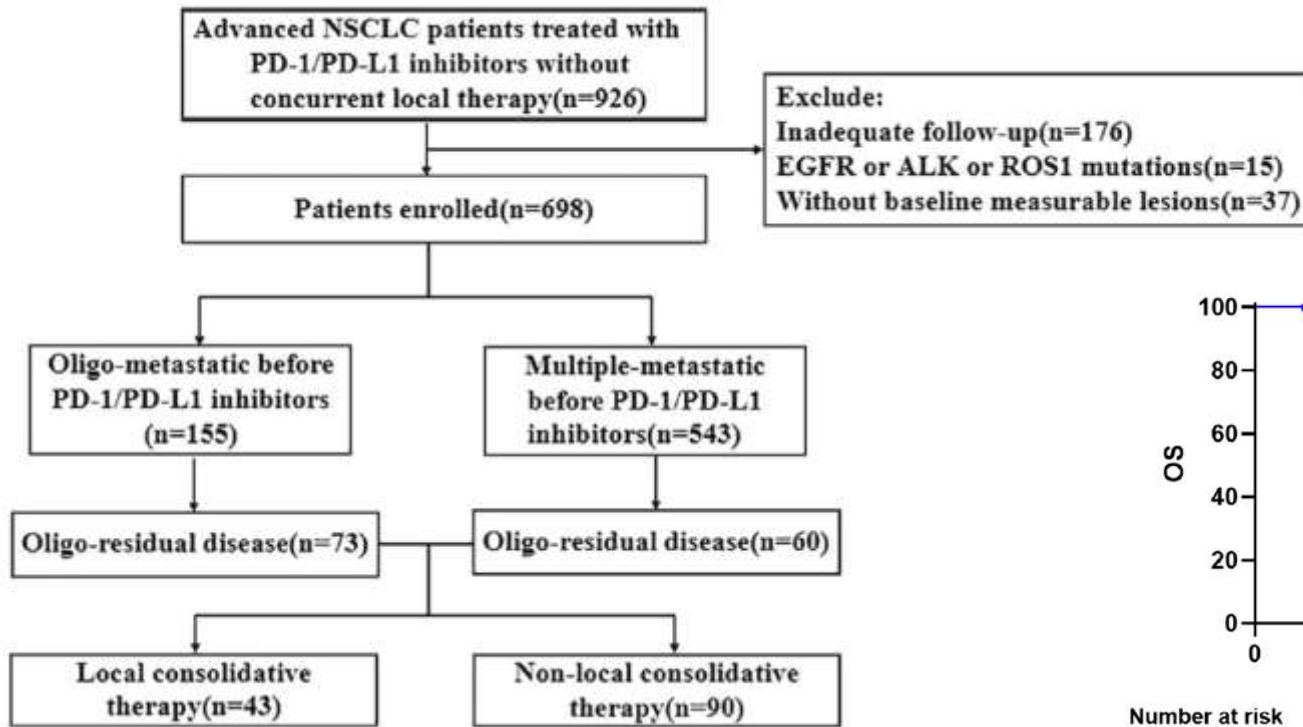 Advanced NSCLC patients treated with
PD-1/PD-L1 inhibitors without
concurrent local therapy(n=926)
Exclude:
Inadequate follow-up(n=176)
EGFR or ALK or ROS1 mutations(n=15)
Without baseline measurable lesions(n=37)
Patients enrolled(n=698)
Oligo-metastatic before
PD-1/PD-L1 inhibitors
(n=155)
Multiple-metastatic
before PD-1/PD-L1
inhibitors(n=543)
Oligo-residual disease(n=73)
Oligo-residual disease(n=60)
Local consolidative
therapy(n=43)
Non-local consolidative
therapy(n=90)
100
80
60
OS
40
20
0
0
Number at risk